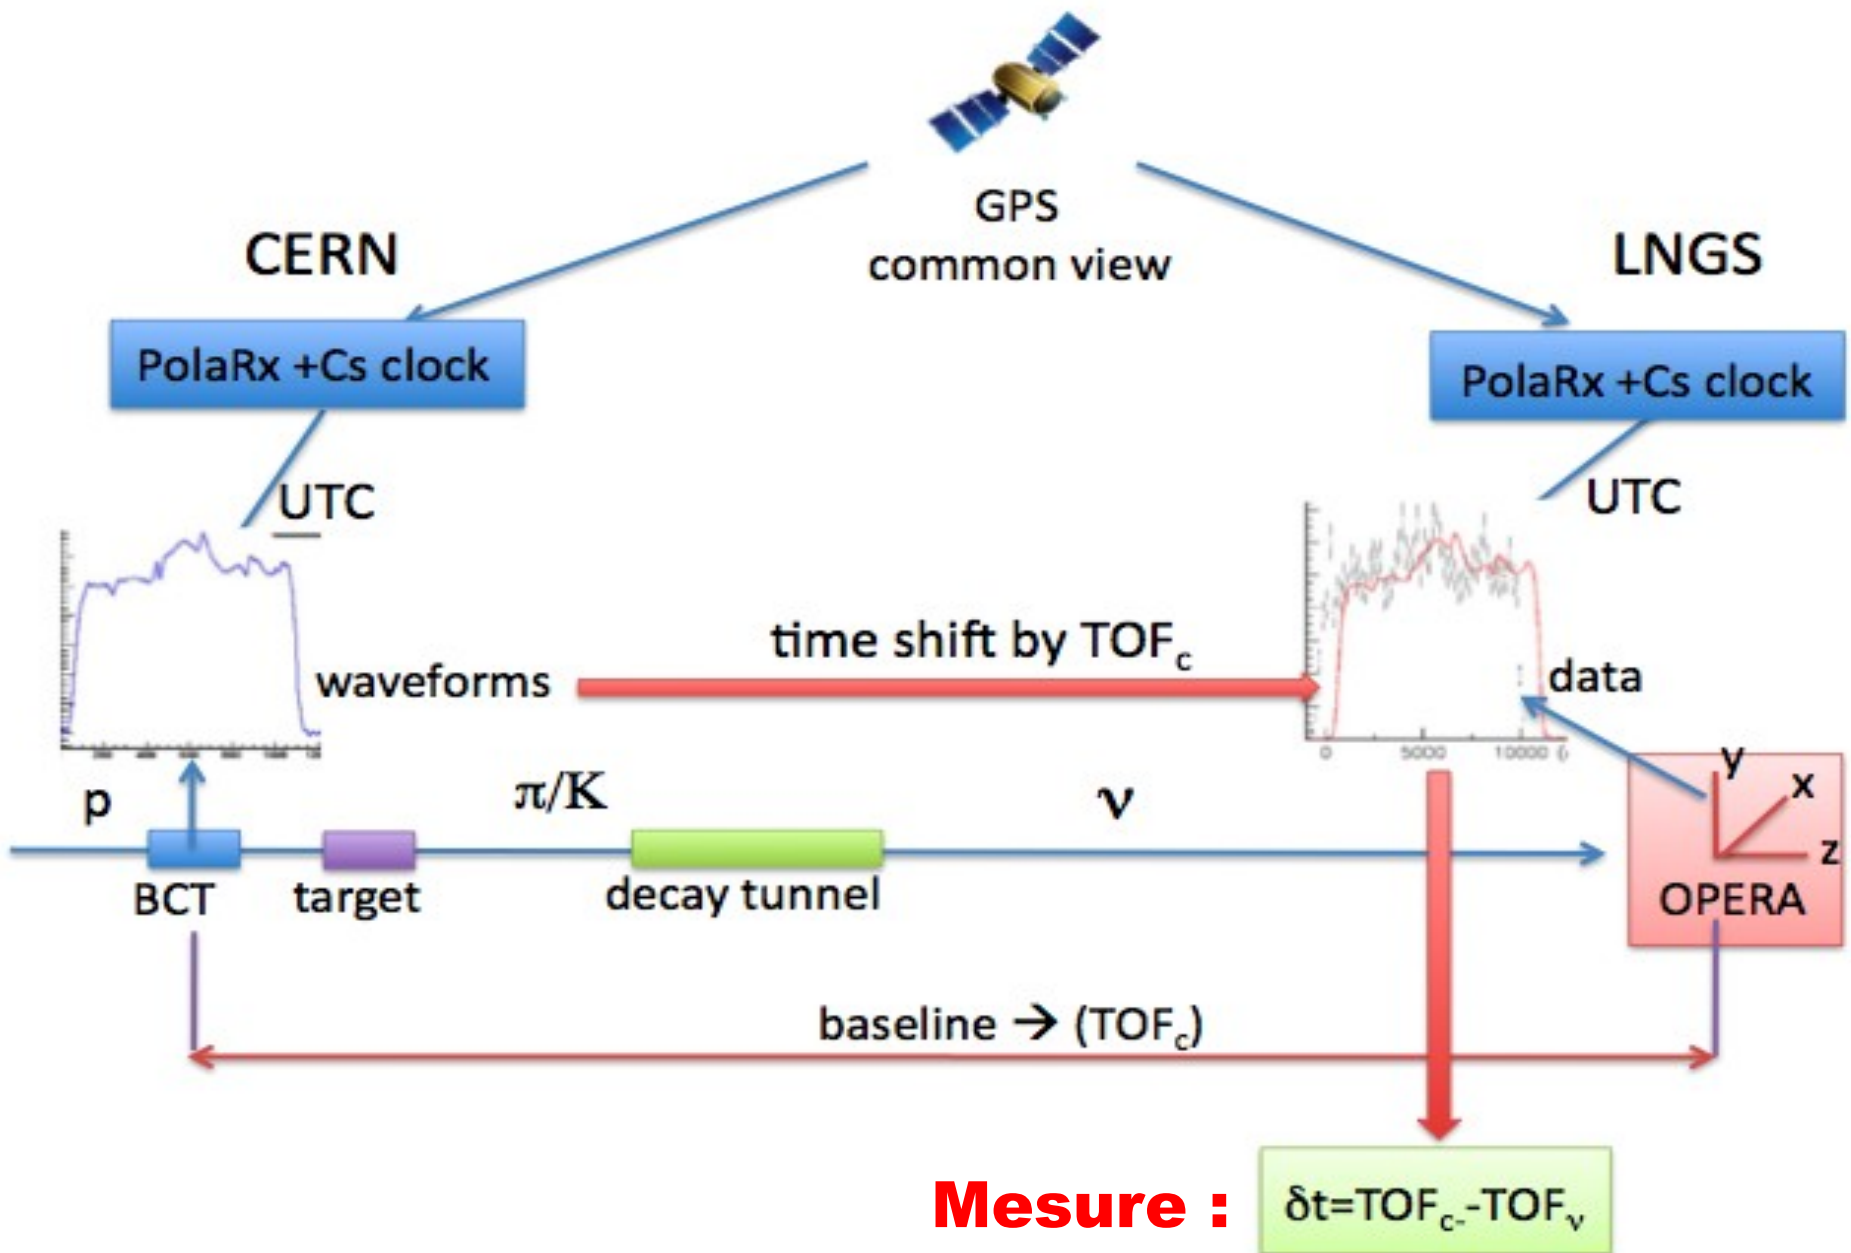 GPS
common view
CERN
LNGS
PolaRx +Cs clock
PolaRx +Cs clock
UTC
UTC
waveforms
time shift by TOFc
data
0 5000 10000
p
π/K
ν
y
x
z
BCT
target
decay tunnel
OPERA
baseline → (TOFc)
Mesure :
δt=TOFc--TOFν